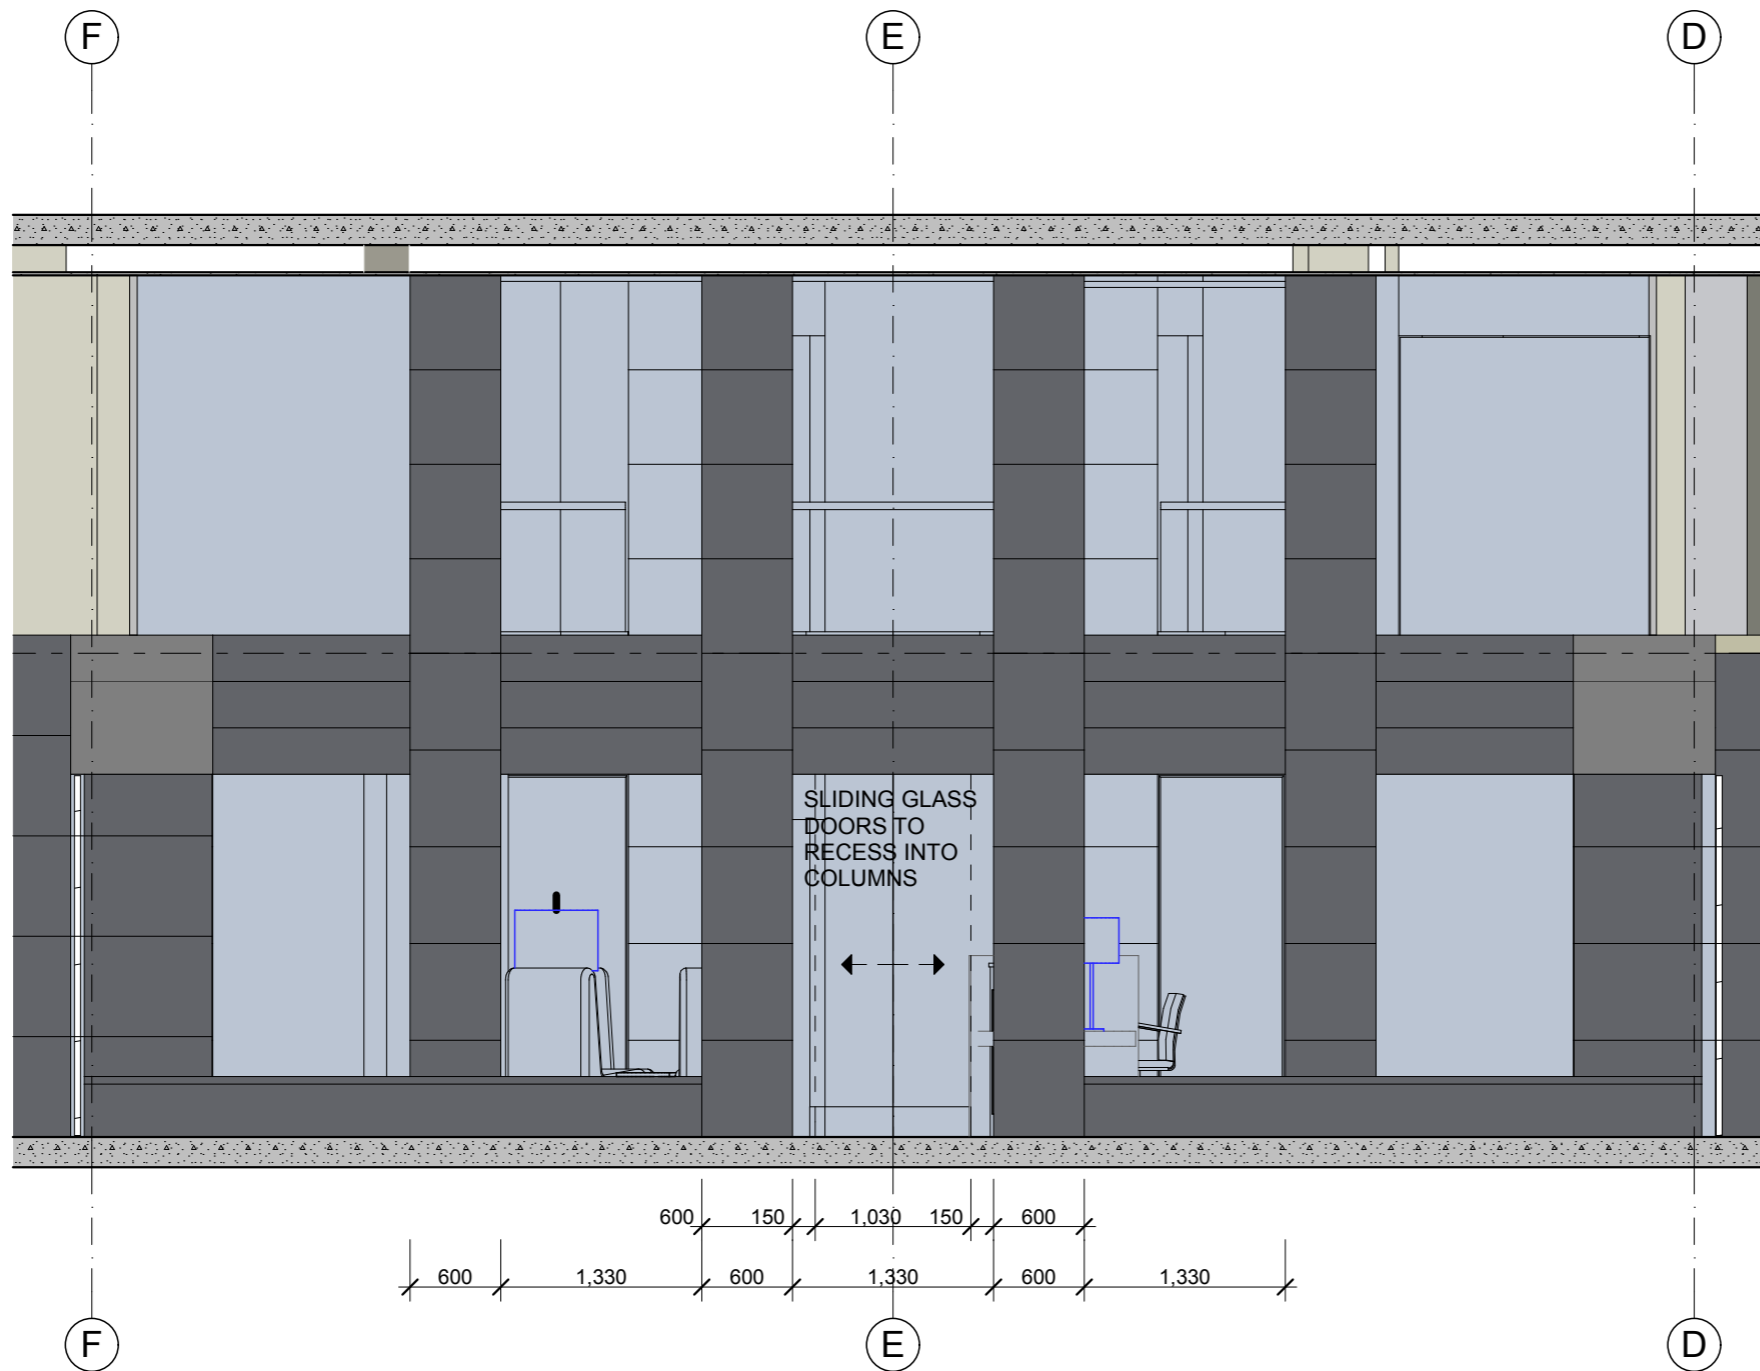 F E D
SLIDING GLASS
DOORS TO
RECESS INTO
COLUMNS
600 150 1,030 150 600
600 1,330 600 1,330 600 1,330
F E D